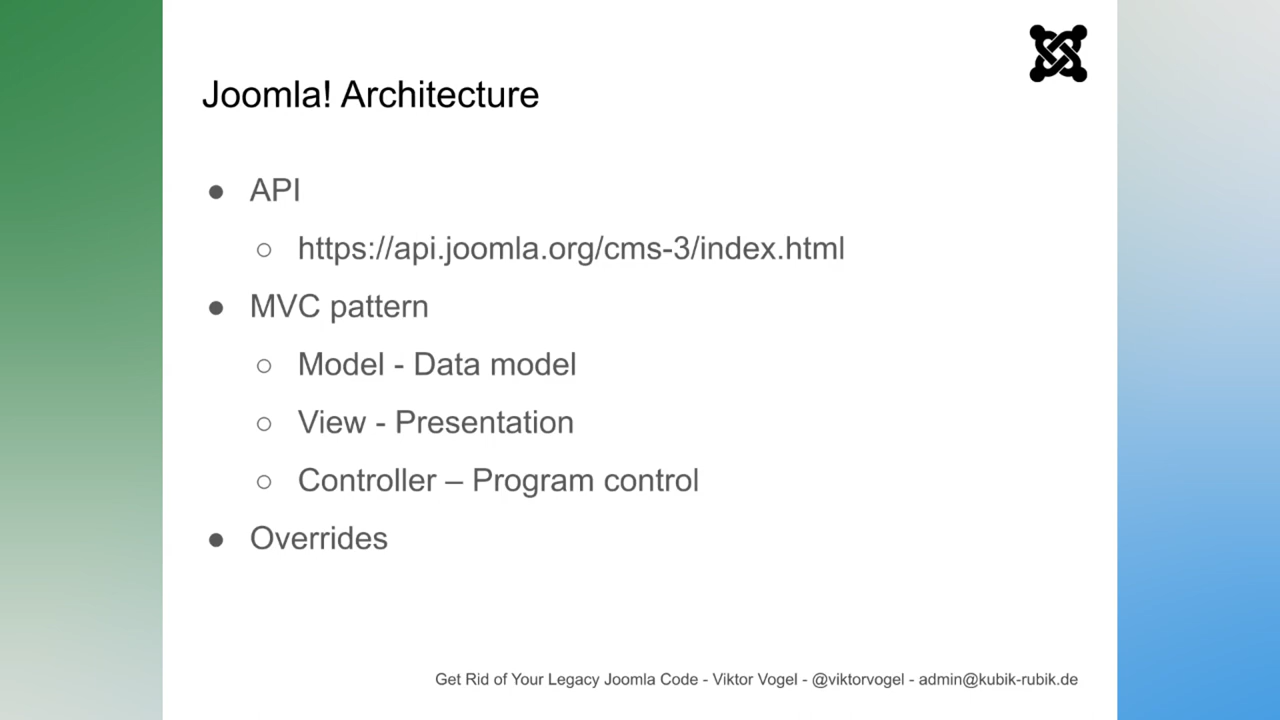 Joomla! Architecture
● API
○ https://api.joomla.org/cms-3/index.html
● MVC pattern
○ Model - Data model
○ View - Presentation
○ Controller – Program control
● Overrides
Get Rid of Your Legacy Joomla Code - Viktor Vogel - @viktorvogel - admin@kubik-rubik.de